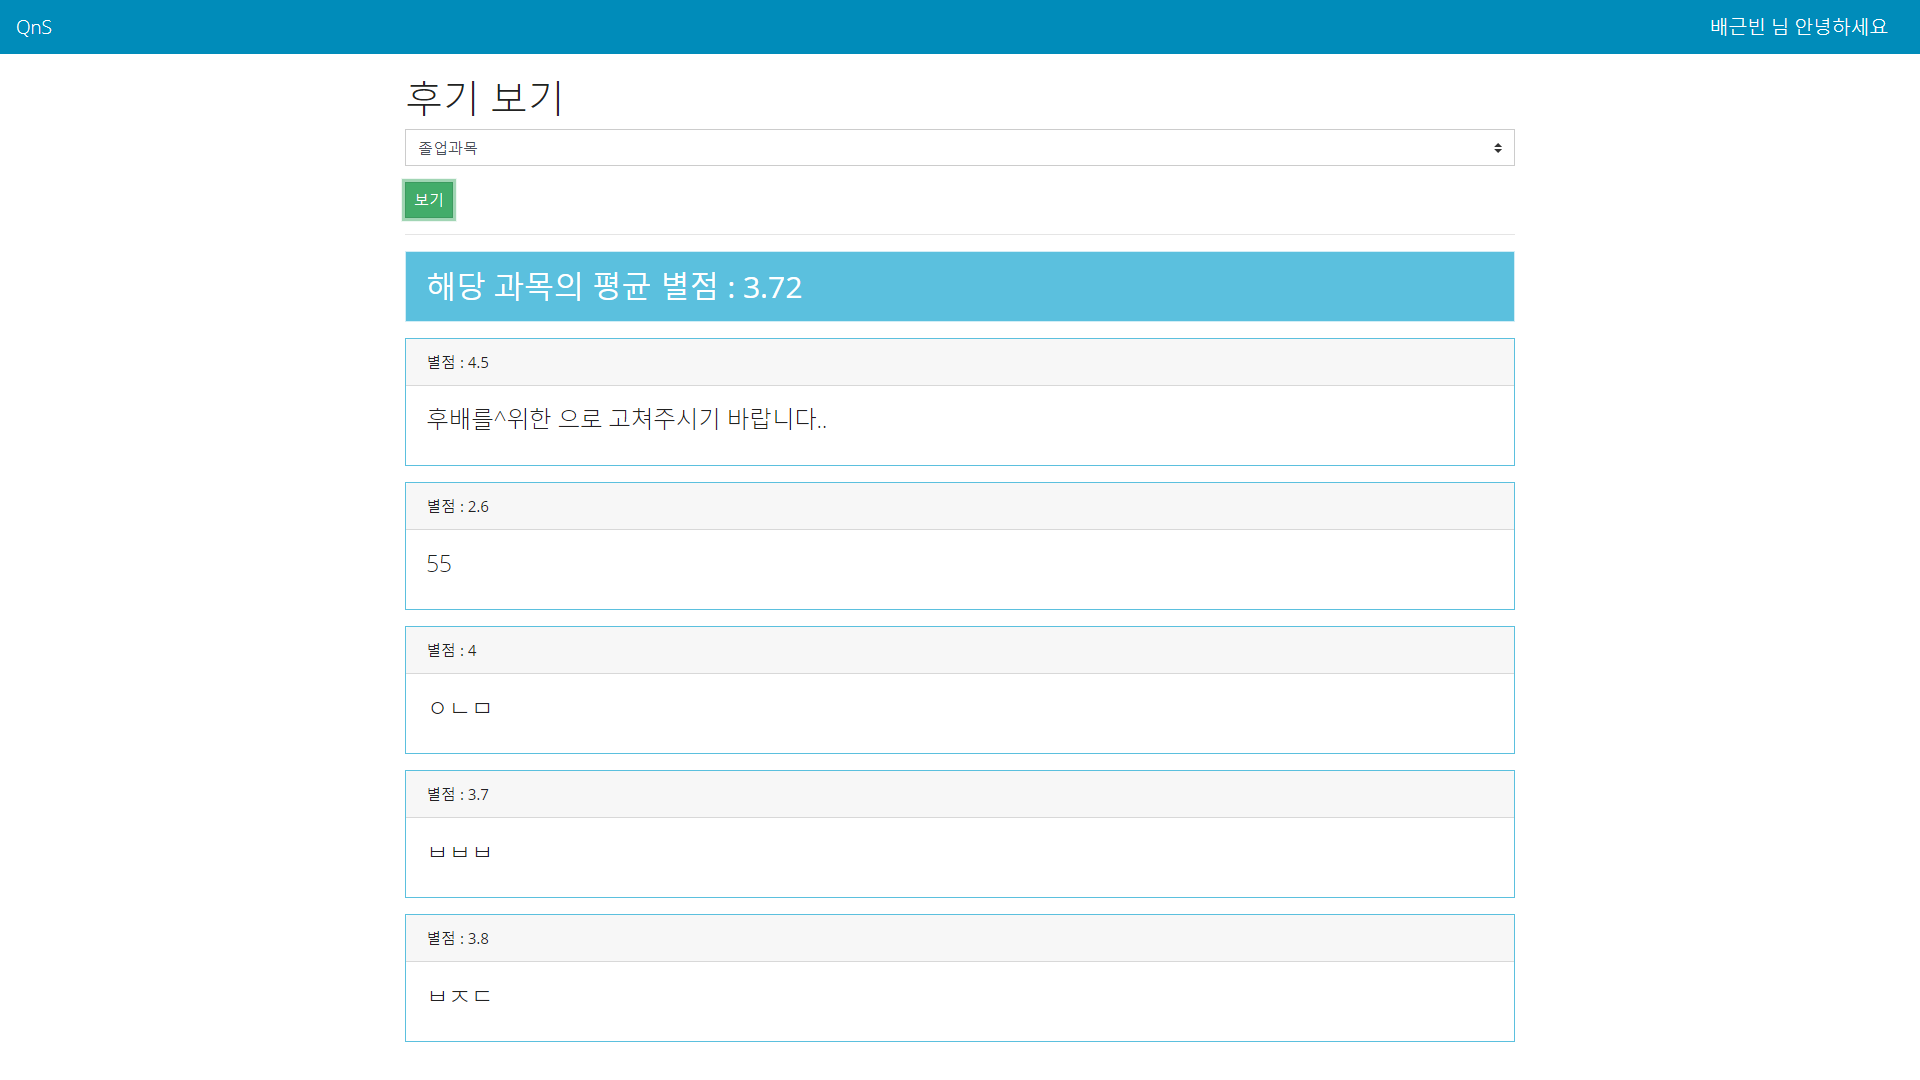 QnS
배근빈 님 안녕하세요
후기 보기
졸업과목
보기
해당 과목의 평균 별점 : 3.72
별점 : 4.5
후배를^위한 으로 고쳐주시기 바랍니다..
별점 : 2.6
55
별점 : 4
ㅇㄴㅁ
별점 : 3.7
ㅂㅂㅂ
별점 : 3.8
ㅂㅈㄷ